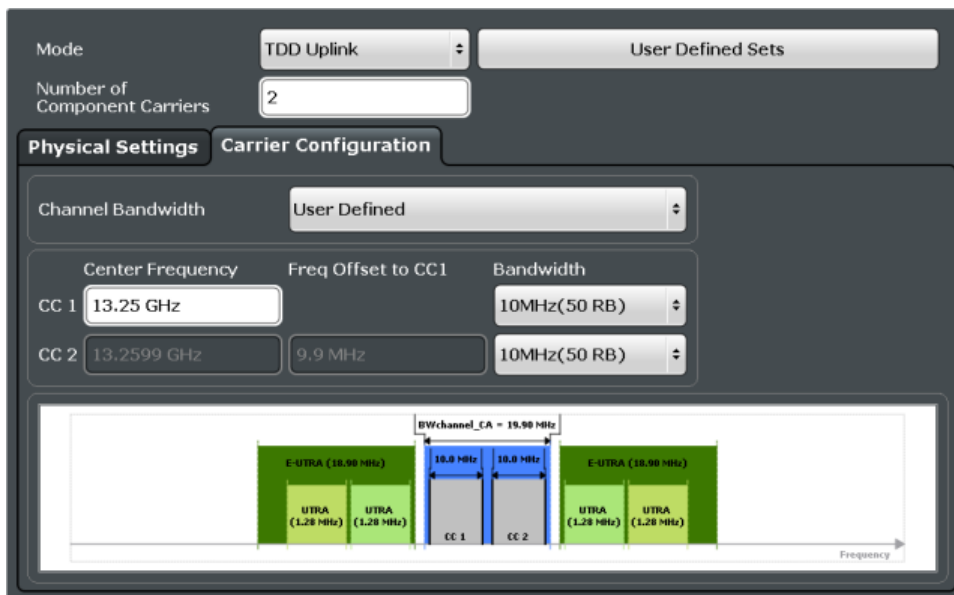 Mode TDD Uplink User Defined Sets
Number of
Component Carriers 2
Physical Settings Carrier Configuration
Channel Bandwidth User Defined
Center Frequency Freq Offset to CC1 Bandwidth
CC 1 13.25 GHz 10MHz(50 RB)
CC 2 13.2599 GHz 9.9 MHz 10MHz(50 RB)
BWchannel_CA = 19.90 MHz
E-UTRA (18.90 MHz) 10.0 MHz 10.0 MHz E-UTRA (18.90 MHz)
UTRA UTRA UTRA UTRA
(1.28 MHz) (1.28 MHz) (1.28 MHz) (1.28 MHz)
CC 1 CC 2
Frequency